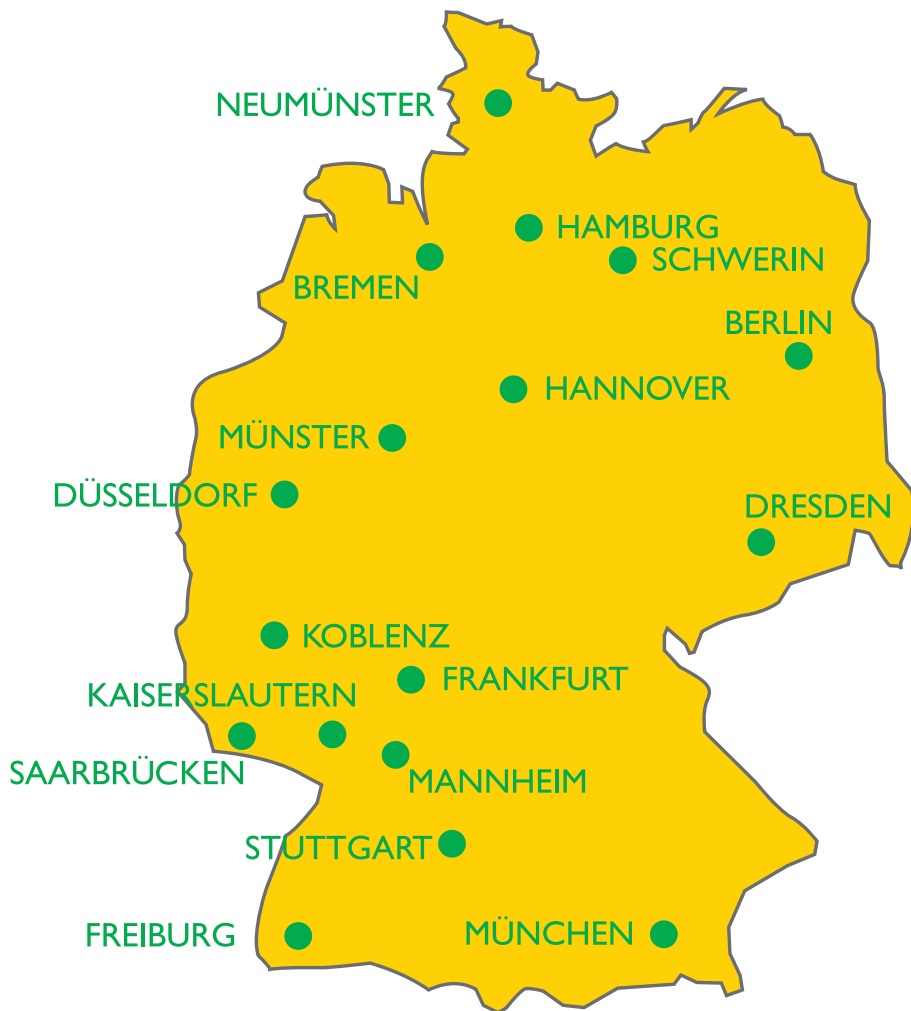 NEUMÜNSTER
HAMBURG
SCHWERIN
BREMEN
BERLIN
HANNOVER
MÜNSTER
DÜSSELDORF
DRESDEN
KOBLENZ
FRANKFURT
KAISERSLAUTERN
SAARBRÜCKEN
MANNHEIM
STUTTGART
FREIBURG
MÜNCHEN